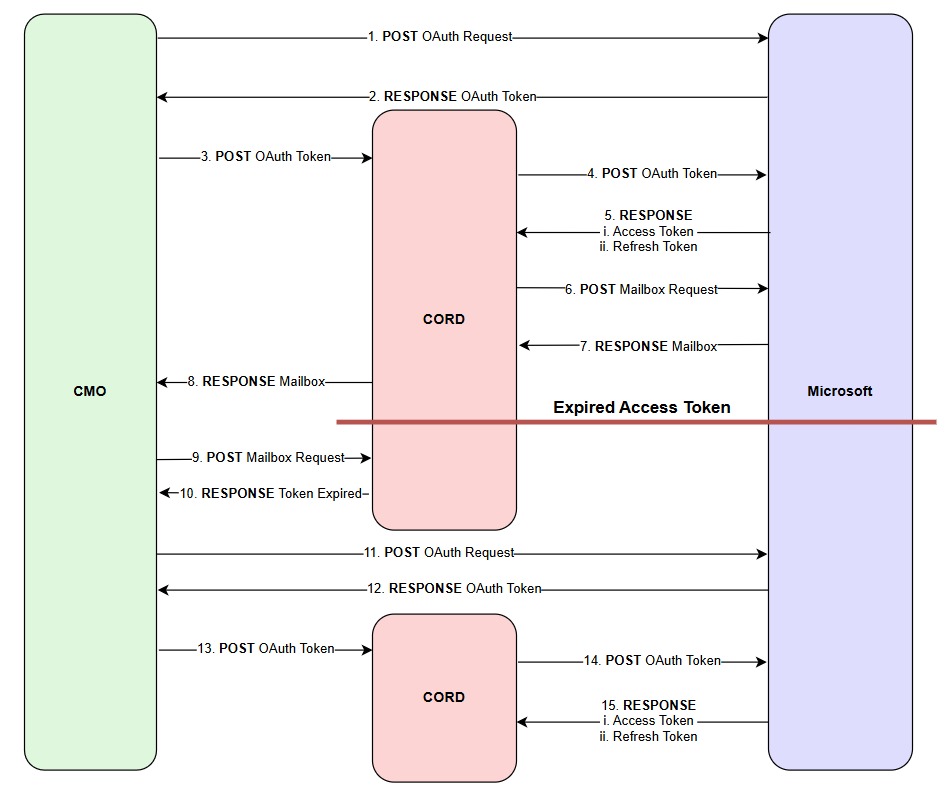 1. POST OAuth Request
2. RESPONSE OAuth Token
3. POST OAuth Token
4. POST OAuth Token
5. RESPONSE
i. Access Token
ii. Refresh Token
6. POST Mailbox Request
CORD
7. RESPONSE Mailbox
8. RESPONSE Mailbox
CMO
Microsoft
Expired Access Token
9. POST Mailbox Request
10. RESPONSE Token Expired
11. POST OAuth Request
12. RESPONSE OAuth Token
13. POST OAuth Token
14. POST OAuth Token
CORD
15. RESPONSE
i. Access Token
ii. Refresh Token